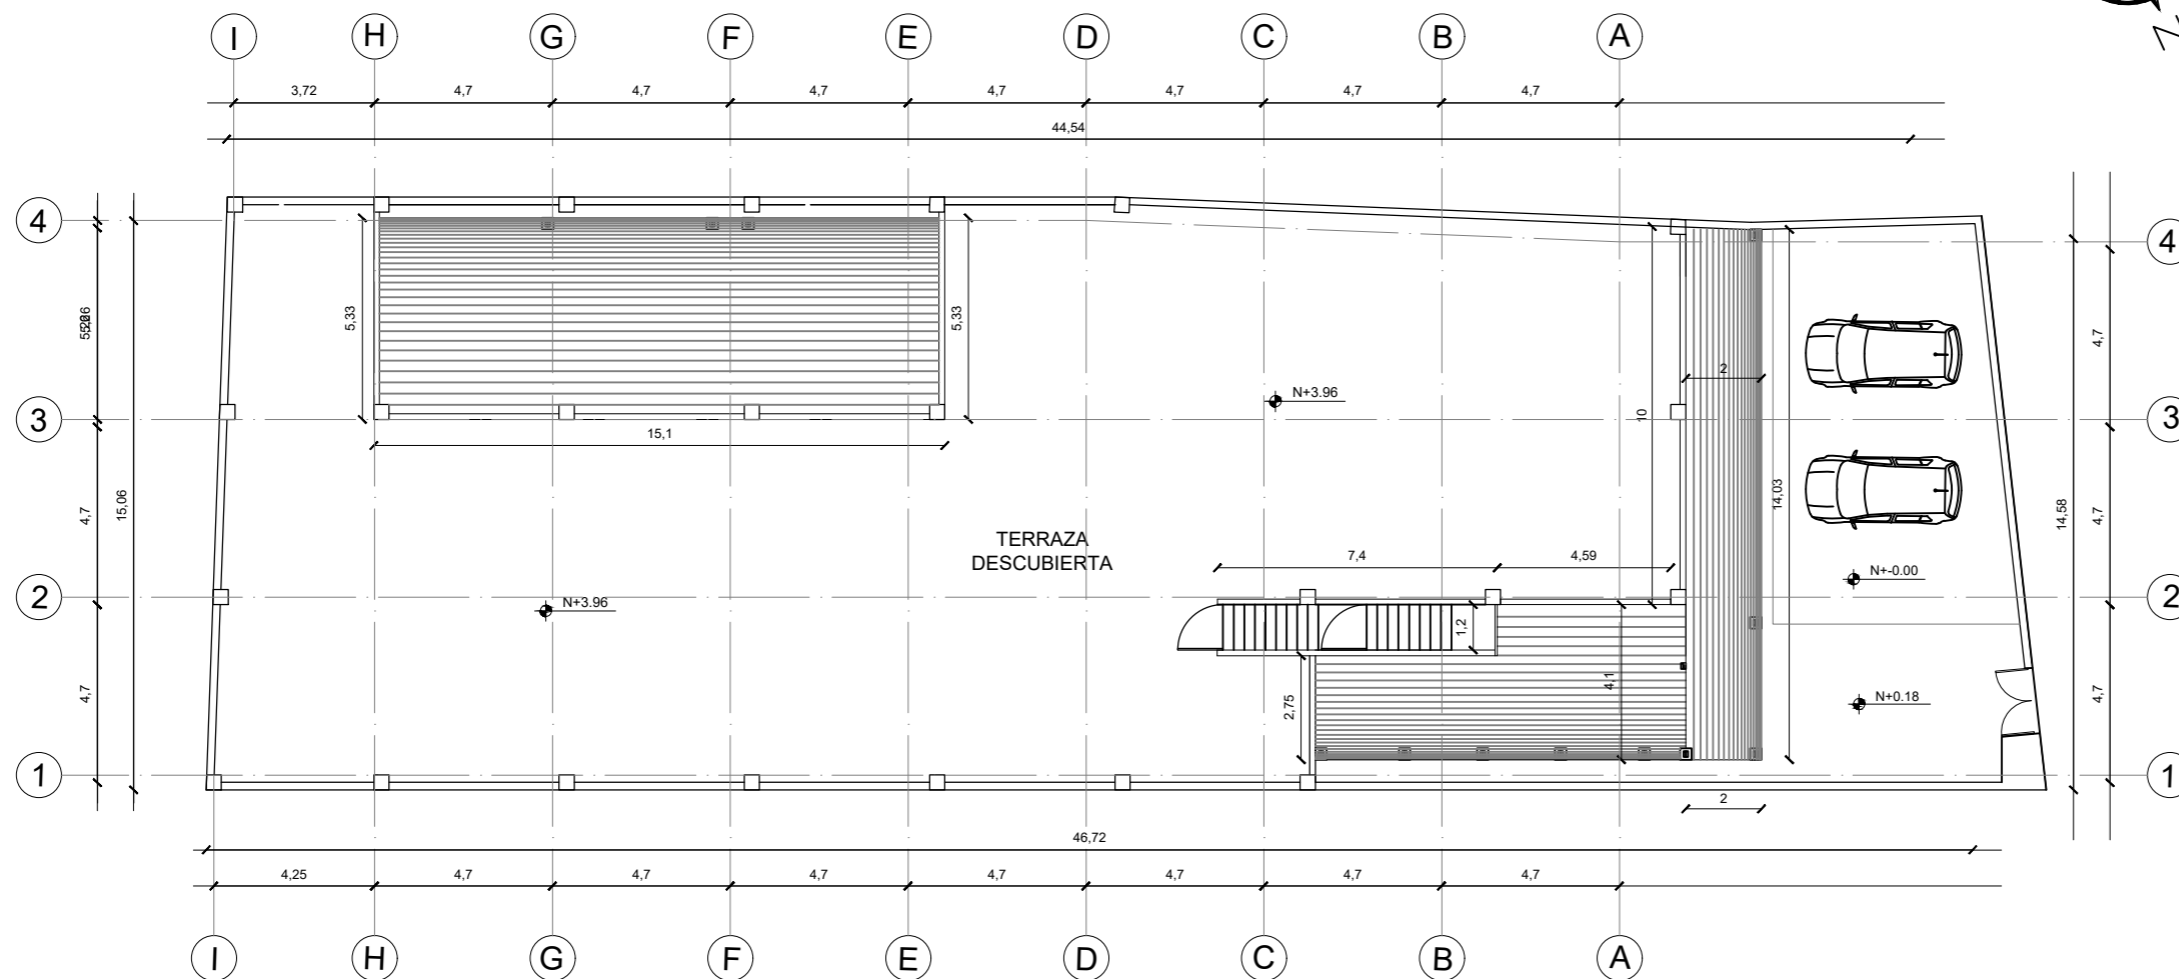 I H G F E D C B A
3,72 4,7 4,7 4,7 4,7 4,7 4,7 4,7
44,54
4
4
5,33
5,33
4,7
2
N+3.96
10
3
3
15,1
15,06
4,7
14,03
14,58
4,7
TERRAZA
DESCUBIERTA
7,4
4,59
N+-0.00
2
N+3.96
2
1,2
4,7
2,75
4,1
N+0.18
4,7
1
1
2
46,72
4,25 4,7 4,7 4,7 4,7 4,7 4,7 4,7
I H G F E D C B A